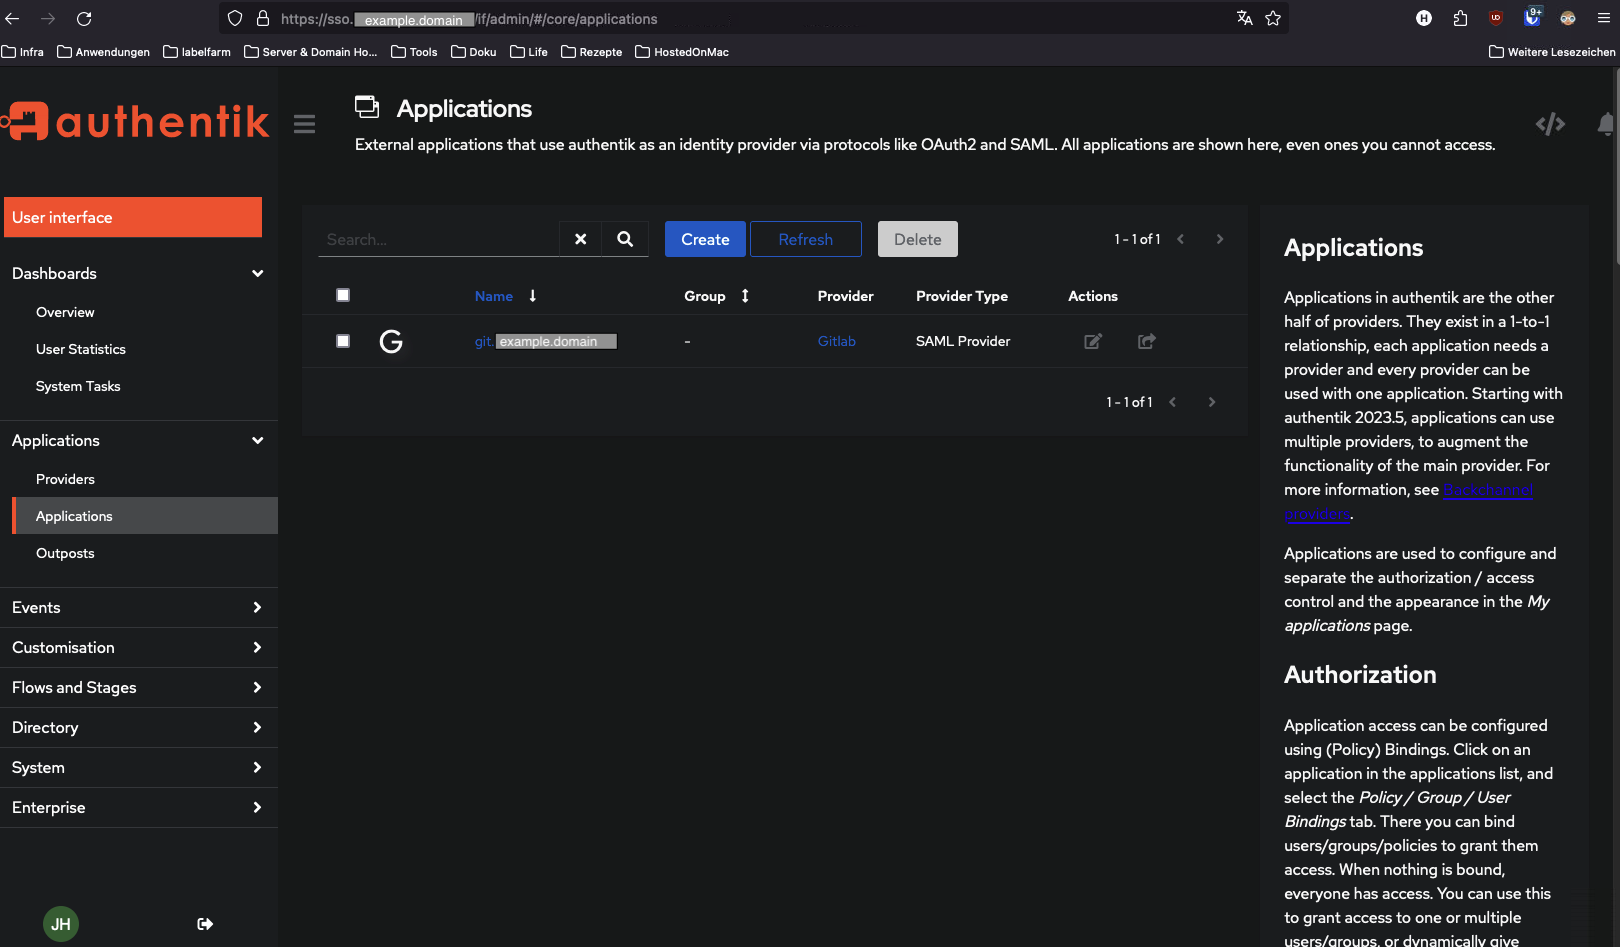 https://sso.example.domain/if/admin/#/core/applications
9+
Infra
Anwendungen
labelfarm
Server & Domain Ho...
Tools
Doku
Life
Rezepte
HostedOnMac
Weitere Lesezeichen
authentik
User interface
Dashboards
Overview
User Statistics
System Tasks
Applications
Providers
Applications
Outposts
Events
Customisation
Flows and Stages
Directory
System
Enterprise
JH
Applications
External applications that use authentik as an identity provider via protocols like OAuth2 and SAML. All applications are shown here, even ones you cannot access.
Search...
Create
Refresh
Delete
1 - 1 of 1
Name
Group
Provider
Provider Type
Actions
G
git.example.domain
-
Gitlab
SAML Provider
1 - 1 of 1
Applications
Applications in authentik are the other
half of providers. They exist in a 1-to-1
relationship, each application needs a
provider and every provider can be
used with one application. Starting with
authentik 2023.5, applications can use
multiple providers, to augment the
functionality of the main provider. For
more information, see Backchannel
providers.
Applications are used to configure and
separate the authorization / access
control and the appearance in the My
applications page.
Authorization
Application access can be configured
using (Policy) Bindings. Click on an
application in the applications list, and
select the Policy / Group / User
Bindings tab. There you can bind
users/groups/policies to grant them
access. When nothing is bound,
everyone has access. You can use this
to grant access to one or multiple
users/groups, or dynamically give